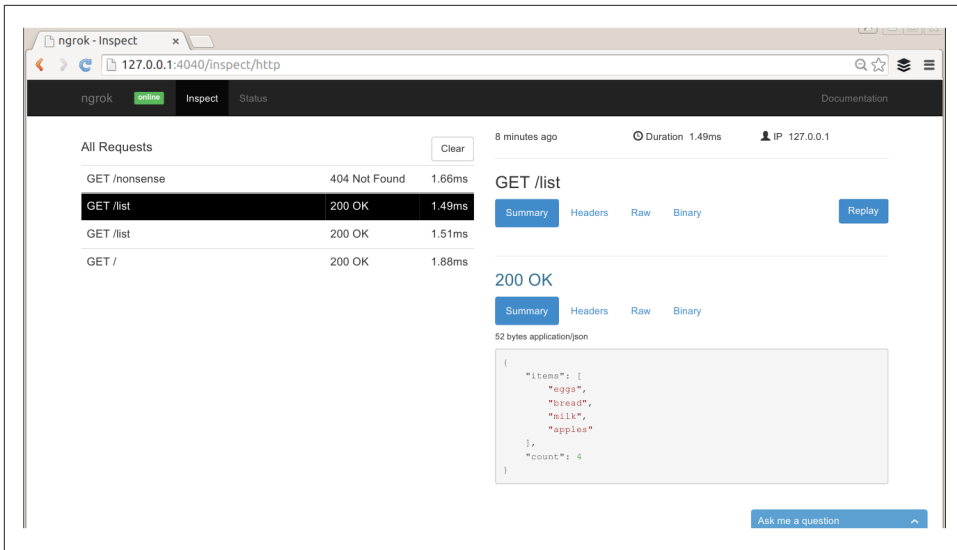 ngrok - Inspect ×
127.0.0.1:4040/inspect/http
ngrok online Inspect Status Documentation
All Requests Clear
GET /nonsense 404 Not Found 1.66ms
GET /list 200 OK 1.49ms
GET /list 200 OK 1.51ms
GET / 200 OK 1.88ms
8 minutes ago Duration 1.49ms IP 127.0.0.1
GET /list
Summary Headers Raw Binary Replay
200 OK
Summary Headers Raw Binary
52 bytes application/json
{
"items": [
"eggs",
"bread",
"milk",
"apples"
],
"count": 4
}
Ask me a question